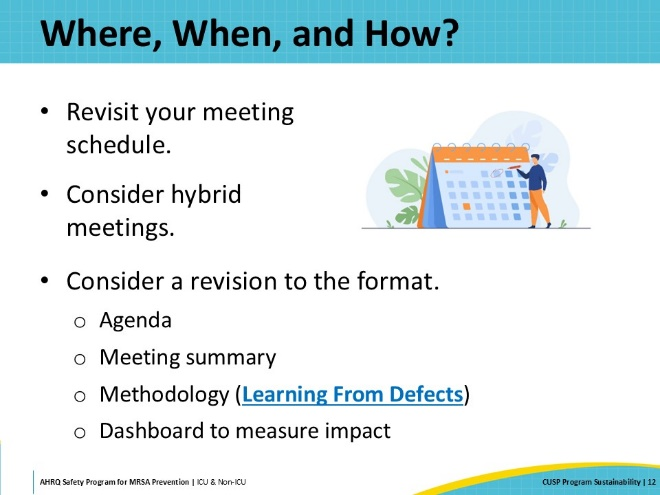 Where, When, and How?
• Revisit your meeting
schedule.
• Consider hybrid
meetings.
• Consider a revision to the format.
o Agenda
o Meeting summary
o Methodology (Learning From Defects)
o Dashboard to measure impact
AHRQ Safety Program for MRSA Prevention | ICU & Non-ICU
CUSP Program Sustainability | 12